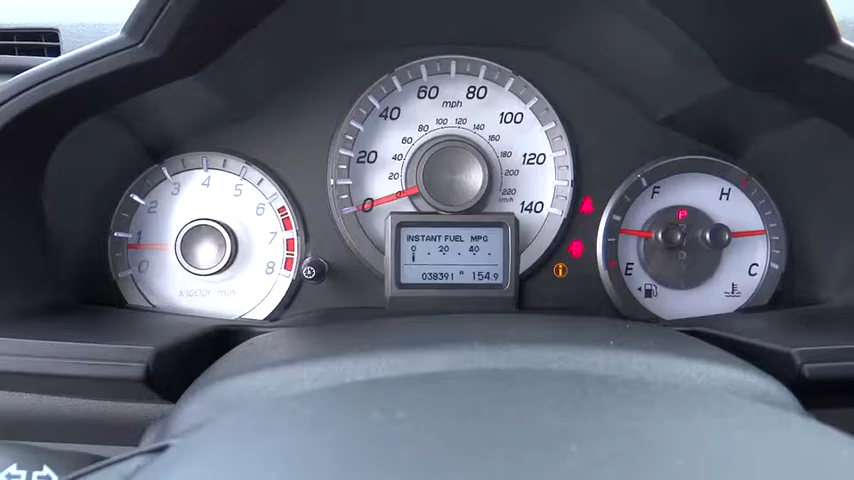 0 1 2 3 4 5 6 7 8
x1000r/min
0 20 40 60 80 100 120 140
mph
20 40 60 80 100 120 140 160 180 200 220
km/h
INSTANT FUEL MPG
0 . 20 . 40 .
038391 A 154.9
F
E
P
D
H
C